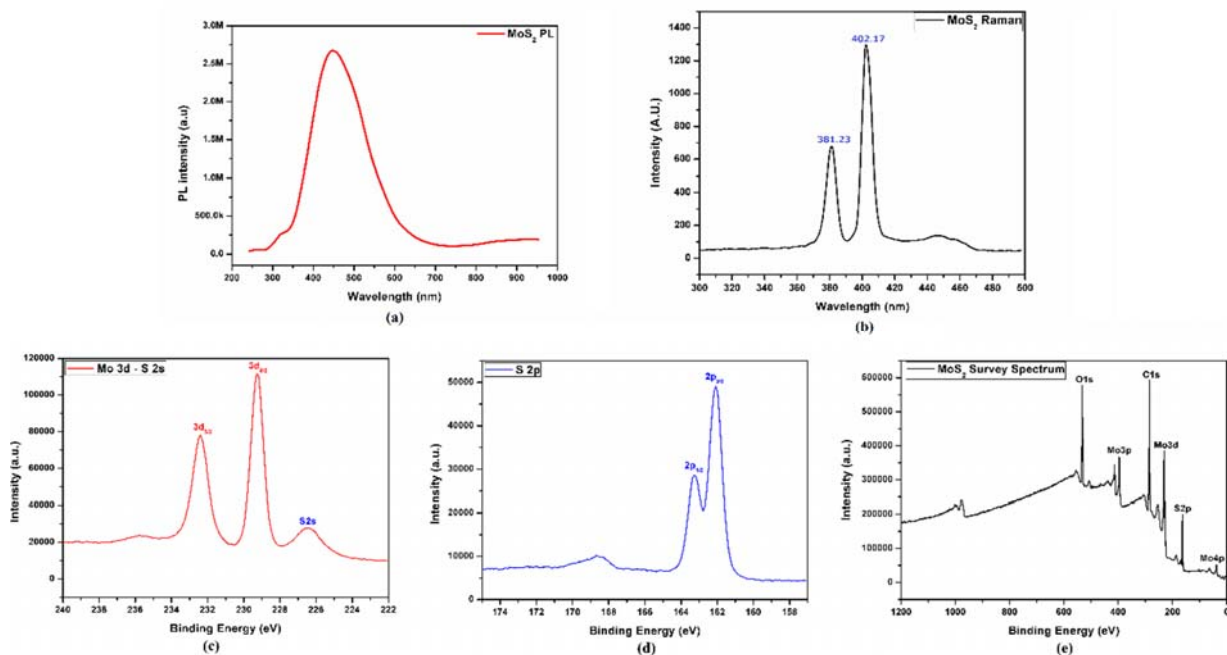 3.0M
MoS2 PL
2.5M
2.0M
1.5M
1.0M
500.0k
0.0
PL intensity (a.u)
200 300 400 500 600 700 800 900 1000
Wavelength (nm)
(a)
MoS2 Raman
1400
1200
1000
800
600
400
200
0
Intensity (A.U.)
402.17
381.23
300 320 340 360 380 400 420 440 460 480 500
Wavelength (nm)
(b)
120000
Mo 3d - S 2s
100000
80000
60000
40000
20000
0
Intensity (a.u.)
3d5/2
3d3/2
S2s
240 238 236 234 232 230 228 226 224 222
Binding Energy (eV)
(c)
S 2p
50000
40000
30000
20000
10000
0
Intensity (a.u.)
2p3/2
2p1/2
174 172 170 168 166 164 162 160 158
Binding Energy (eV)
(d)
600000
MoS2 Survey Spectrum
500000
400000
300000
200000
100000
0
Intensity (a.u.)
O1s
C1s
Mo3p
Mo3d
S2p
Mo4p
1200 1000 800 600 400 200 0
Binding Energy (eV)
(e)